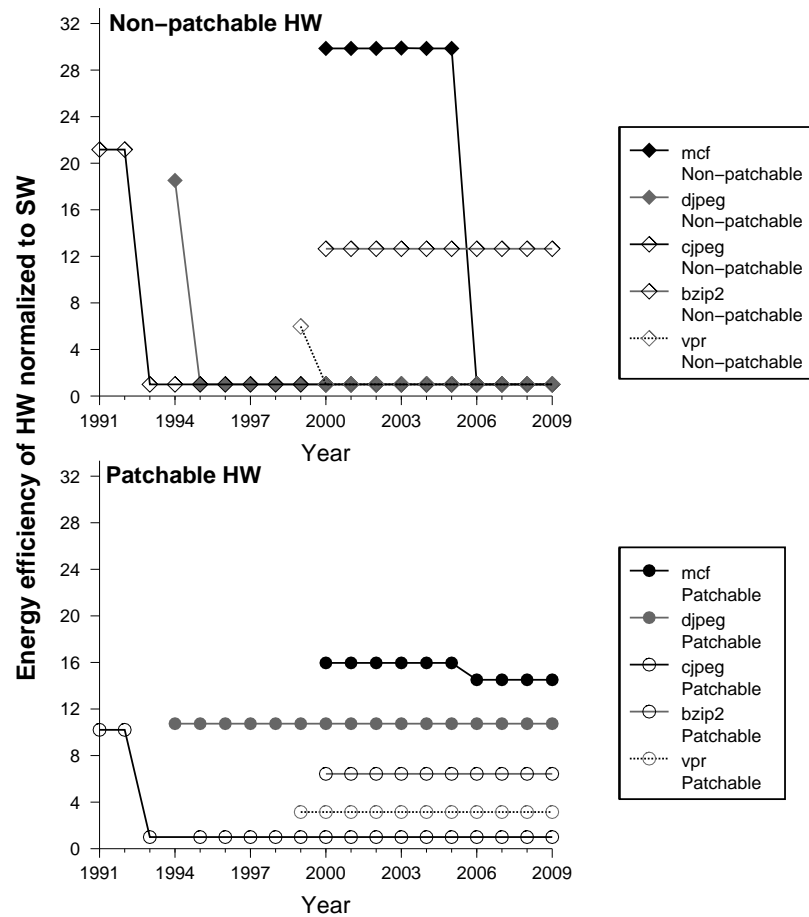 Energy efficiency of HW normalized to SW
Non−patchable HW
32
28
24
20
16
12
8
4
0
1991 1994 1997 2000 2003 2006 2009
Year
mcf
Non−patchable
djpeg
Non−patchable
cjpeg
Non−patchable
bzip2
Non−patchable
vpr
Non−patchable
Patchable HW
32
28
24
20
16
12
8
4
0
1991 1994 1997 2000 2003 2006 2009
Year
mcf
Patchable
djpeg
Patchable
cjpeg
Patchable
bzip2
Patchable
vpr
Patchable